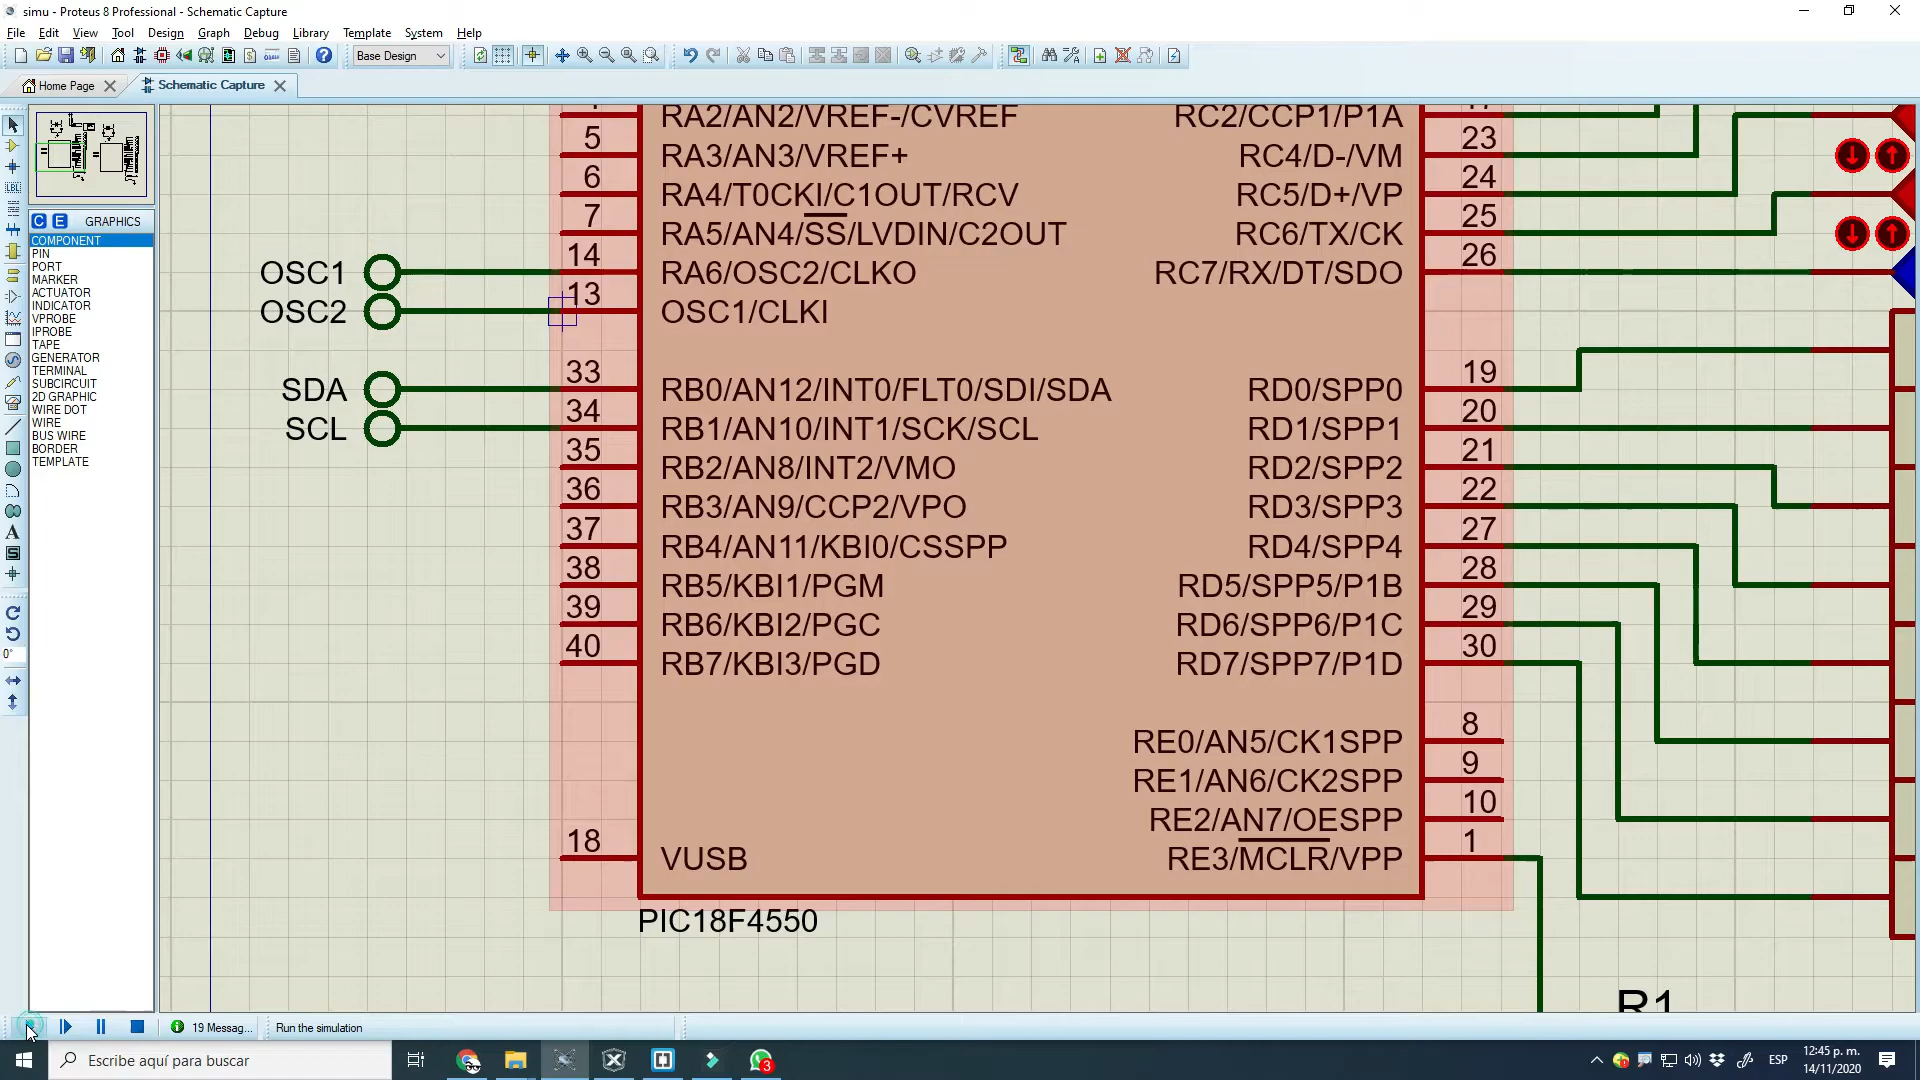 simu - Proteus 8 Professional - Schematic Capture
File Edit View Tool Design Graph Debug Library Template System Help
Base Design
Home Page
Schematic Capture
C E GRAPHICS
COMPONENT
PIN
PORT
MARKER
ACTUATOR
INDICATOR
VPROBE
IPROBE
TAPE
GENERATOR
TERMINAL
SUBCIRCUIT
2D GRAPHIC
WIRE DOT
WIRE
BUS WIRE
BORDER
TEMPLATE
LBL
A
S
0°
RA2/AN2/VREF-/CVREF
RC2/CCP1/P1A
5
RA3/AN3/VREF+
23
RC4/D-/VM
6
RA4/T0CKI/C1OUT/RCV
24
RC5/D+/VP
7
RA5/AN4/SS/LVDIN/C2OUT
25
RC6/TX/CK
OSC1
14
RA6/OSC2/CLKO
26
RC7/RX/DT/SDO
OSC2
13
OSC1/CLKI
SDA
33
RB0/AN12/INT0/FLT0/SDI/SDA
19
RD0/SPP0
SCL
34
RB1/AN10/INT1/SCK/SCL
20
RD1/SPP1
35
RB2/AN8/INT2/VMO
21
RD2/SPP2
36
RB3/AN9/CCP2/VPO
22
RD3/SPP3
37
RB4/AN11/KBI0/CSSPP
27
RD4/SPP4
38
RB5/KBI1/PGM
28
RD5/SPP5/P1B
39
RB6/KBI2/PGC
29
RD6/SPP6/P1C
40
RB7/KBI3/PGD
30
RD7/SPP7/P1D
8
RE0/AN5/CK1SPP
9
RE1/AN6/CK2SPP
10
RE2/AN7/OESPP
18
VUSB
1
RE3/MCLR/VPP
PIC18F4550
R1
19 Messag...
Run the simulation
Escribe aquí para buscar
3
ESP
12:45 p. m.
14/11/2020